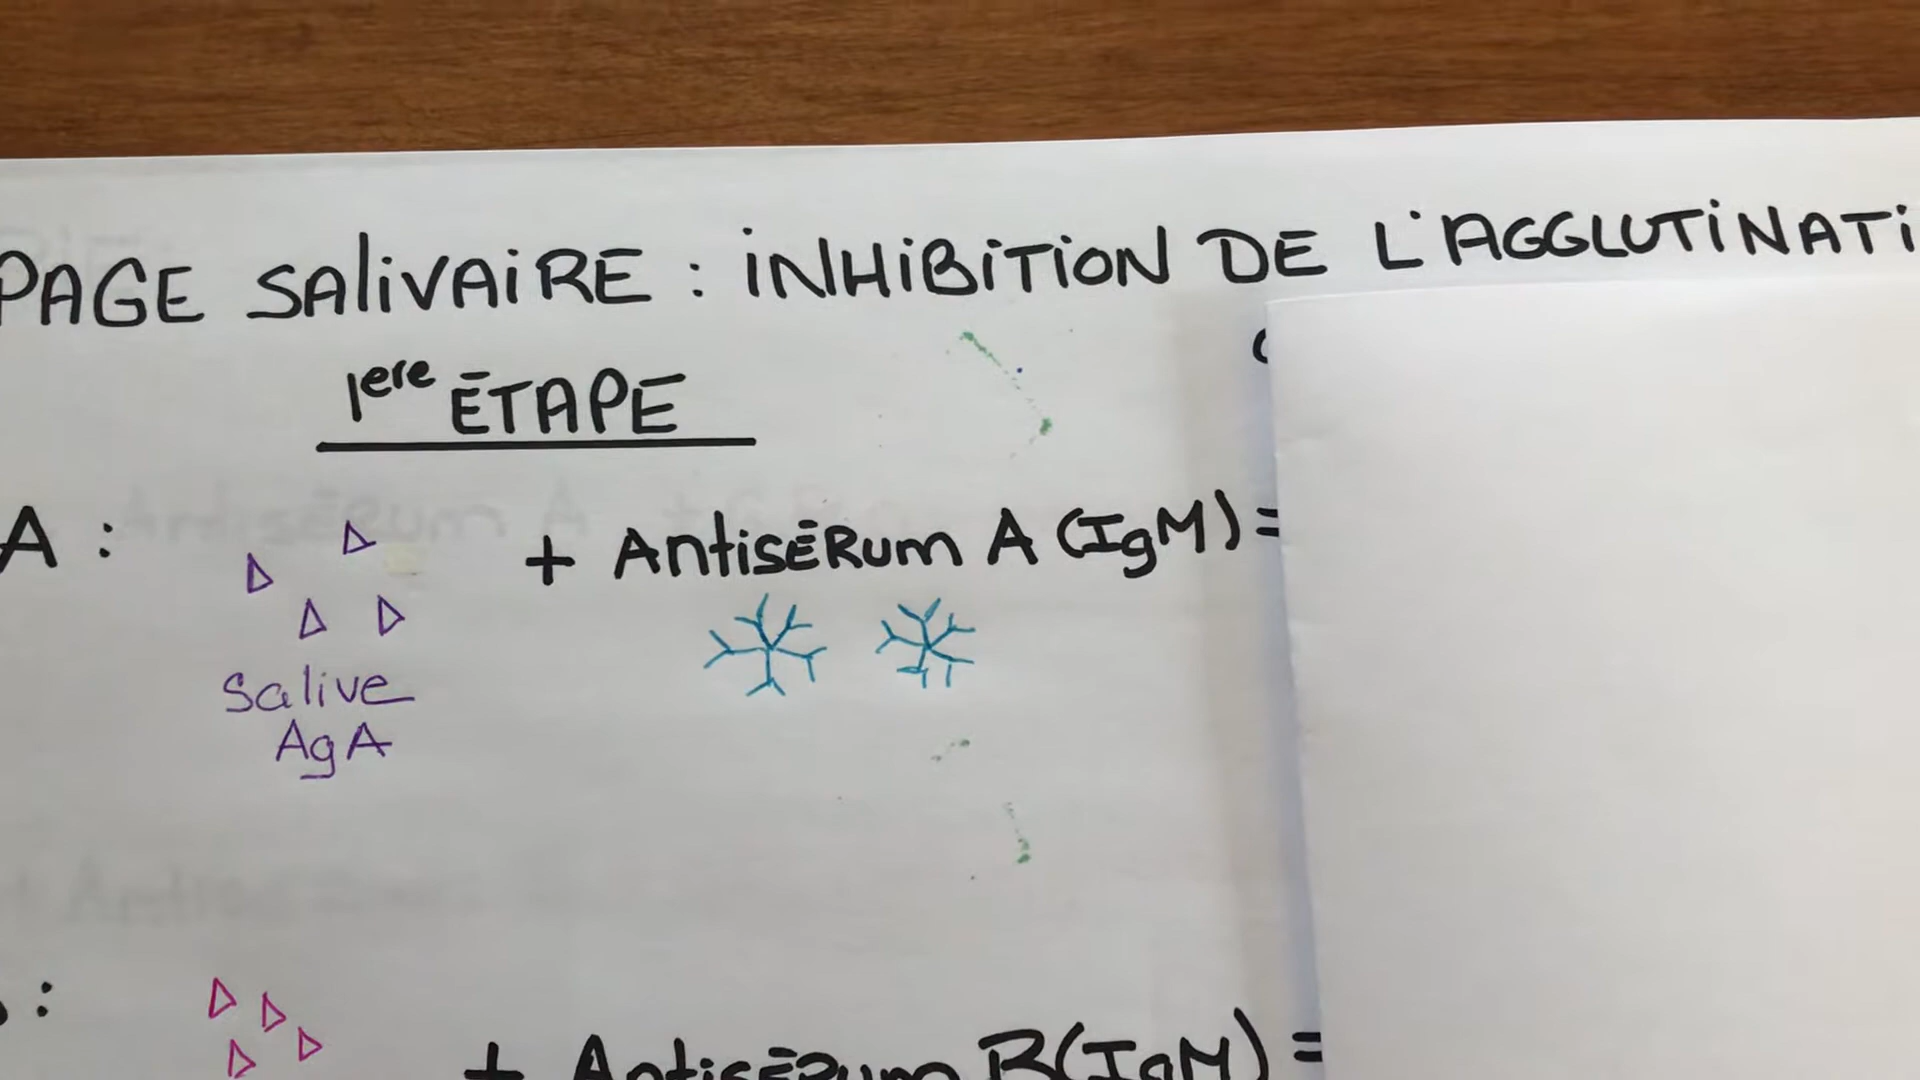 PAGE SALIVAIRE : INHIBITION DE L'AGGLUTINATI
1ere ÉTAPE
A : + ANTISÉRUM A (IgM) =
Salive
AgA
: + ANTISÉRUM B (IgM) =